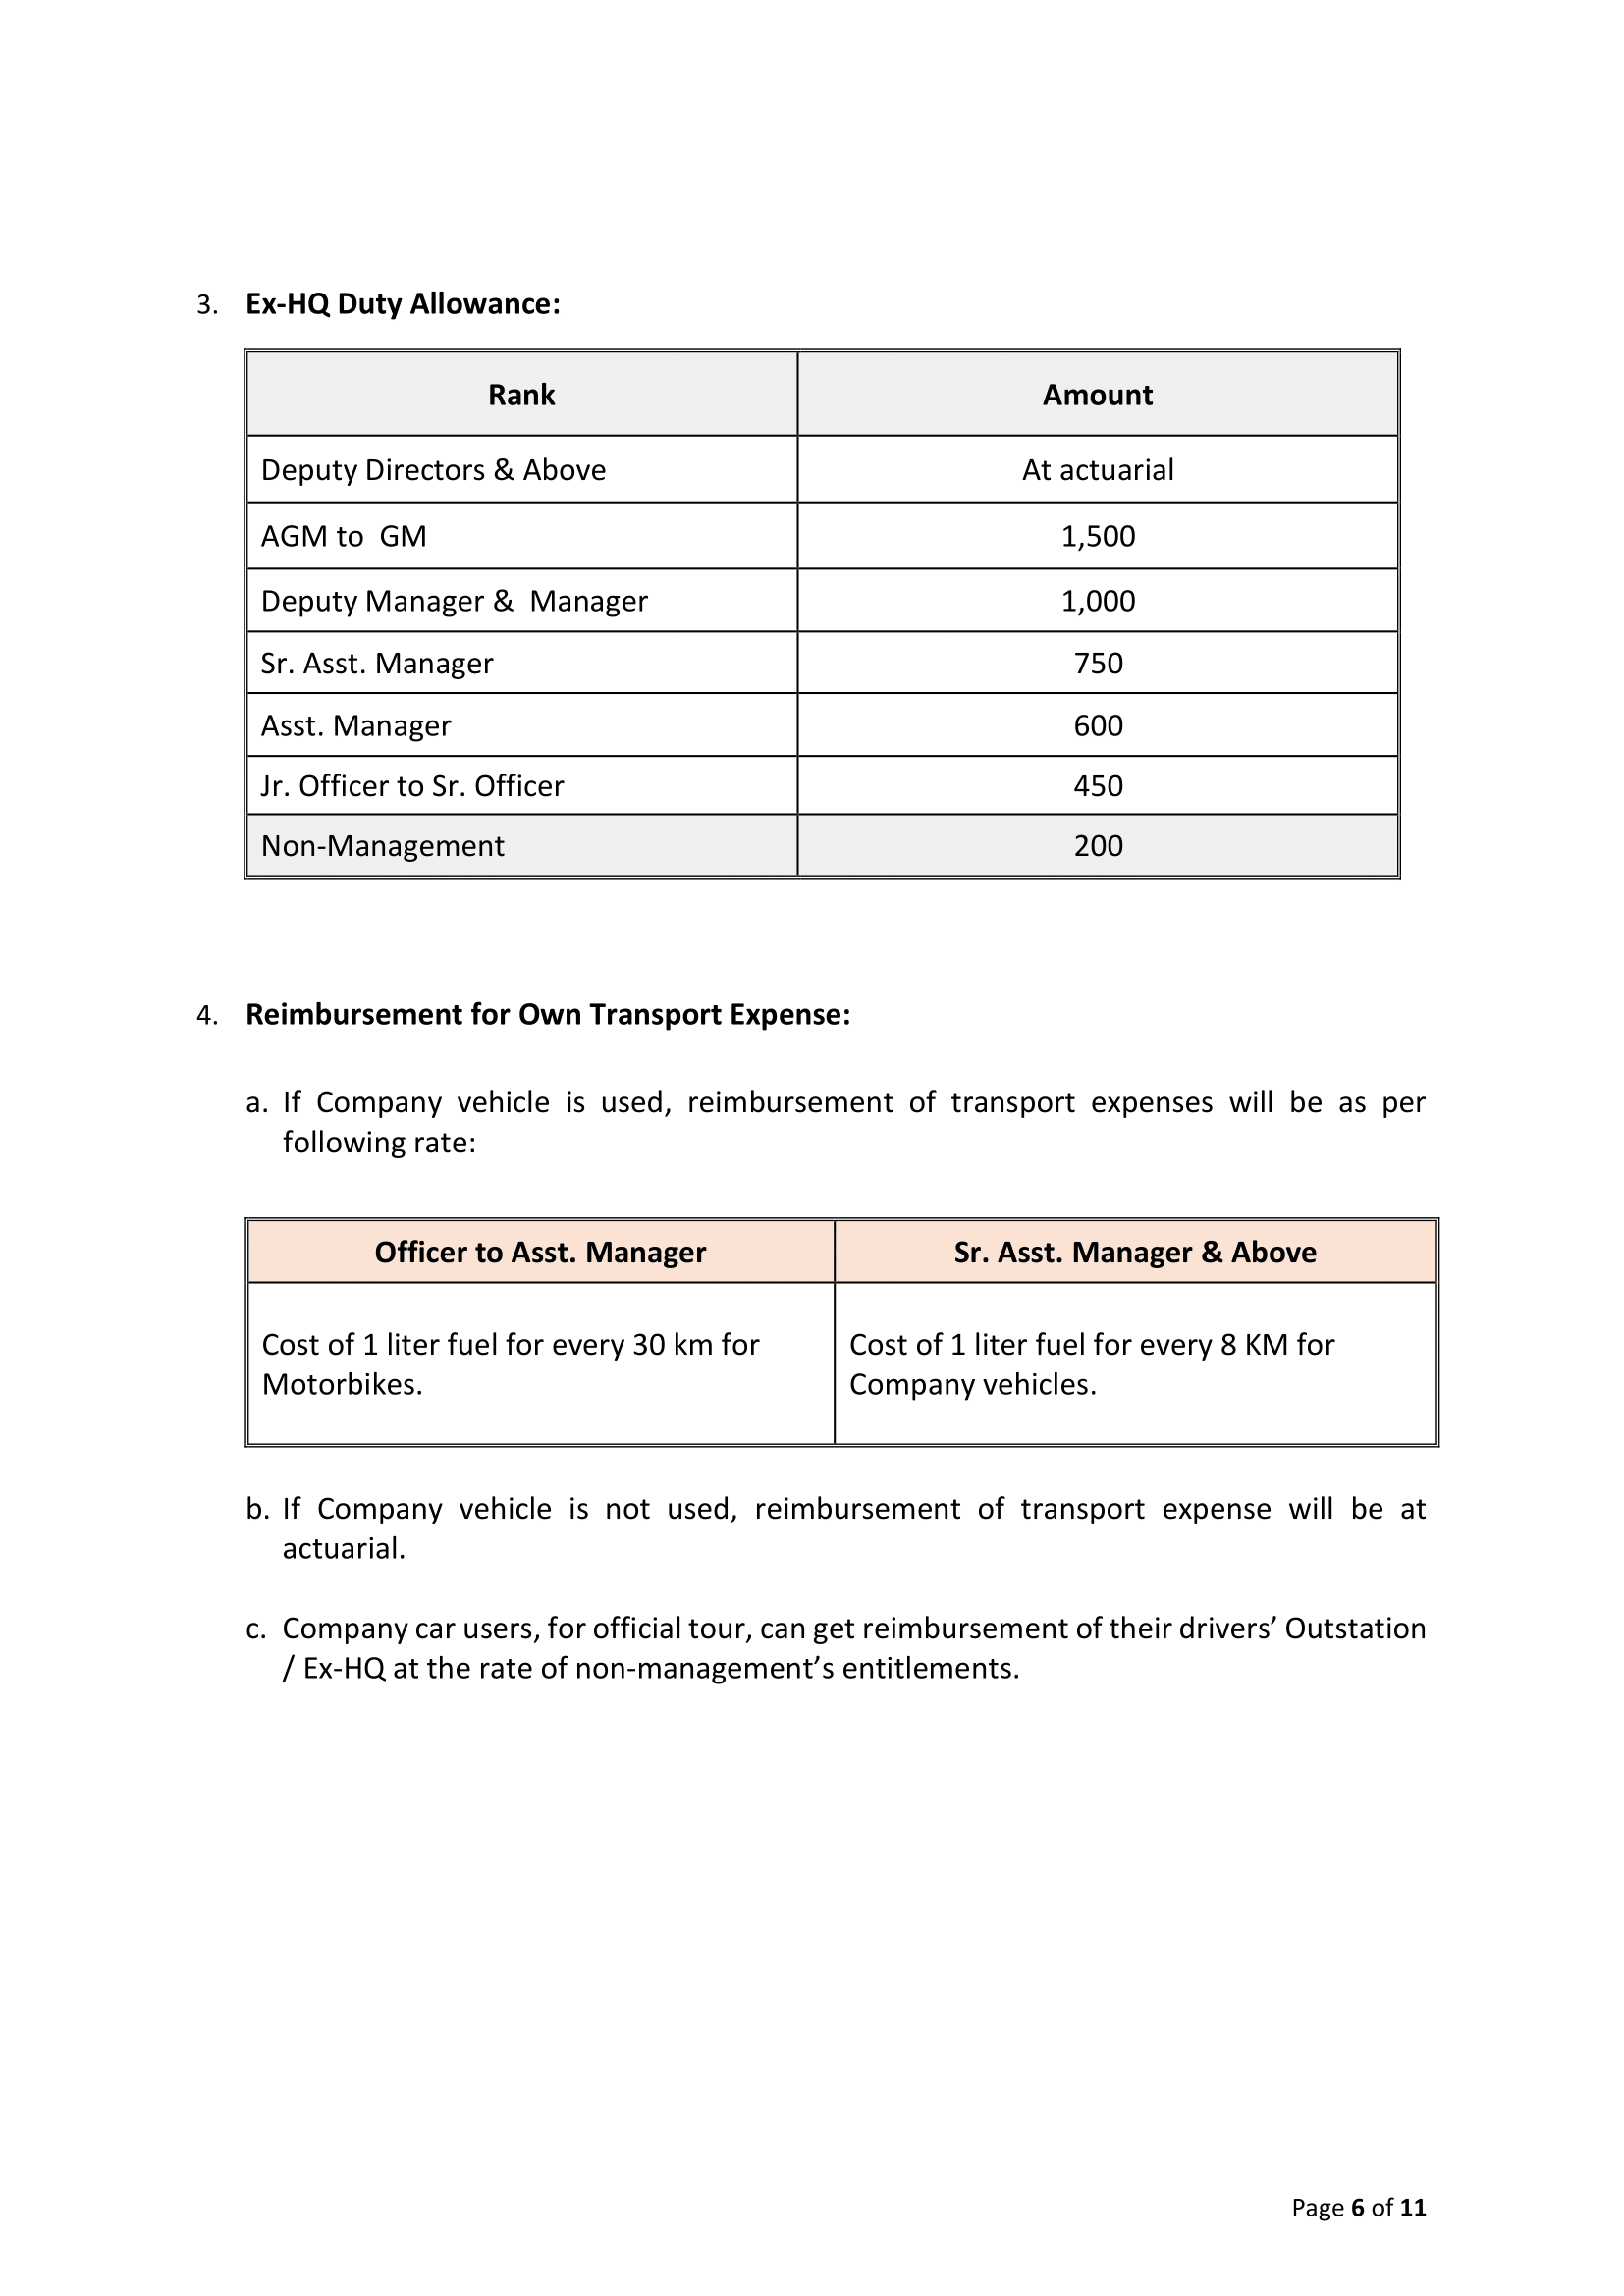 3. Ex-HQ Duty Allowance:
Rank Amount
Deputy Directors & Above At actuarial
AGM to  GM 1,500
Deputy Manager &  Manager 1,000
Sr. Asst. Manager 750
Asst. Manager 600
Jr. Officer to Sr. Officer 450
Non-Management 200
4. Reimbursement for Own Transport Expense:
a. If Company vehicle is used, reimbursement of transport expenses will be as per
following rate:
Officer to Asst. Manager Sr. Asst. Manager & Above
Cost of 1 liter fuel for every 30 km for Cost of 1 liter fuel for every 8 KM for
Motorbikes. Company vehicles.
b. If Company vehicle is not used, reimbursement of transport expense will be at
actuarial.
c. Company car users, for official tour, can get reimbursement of their drivers’ Outstation
/ Ex-HQ at the rate of non-management’s entitlements.
Page 6 of 11